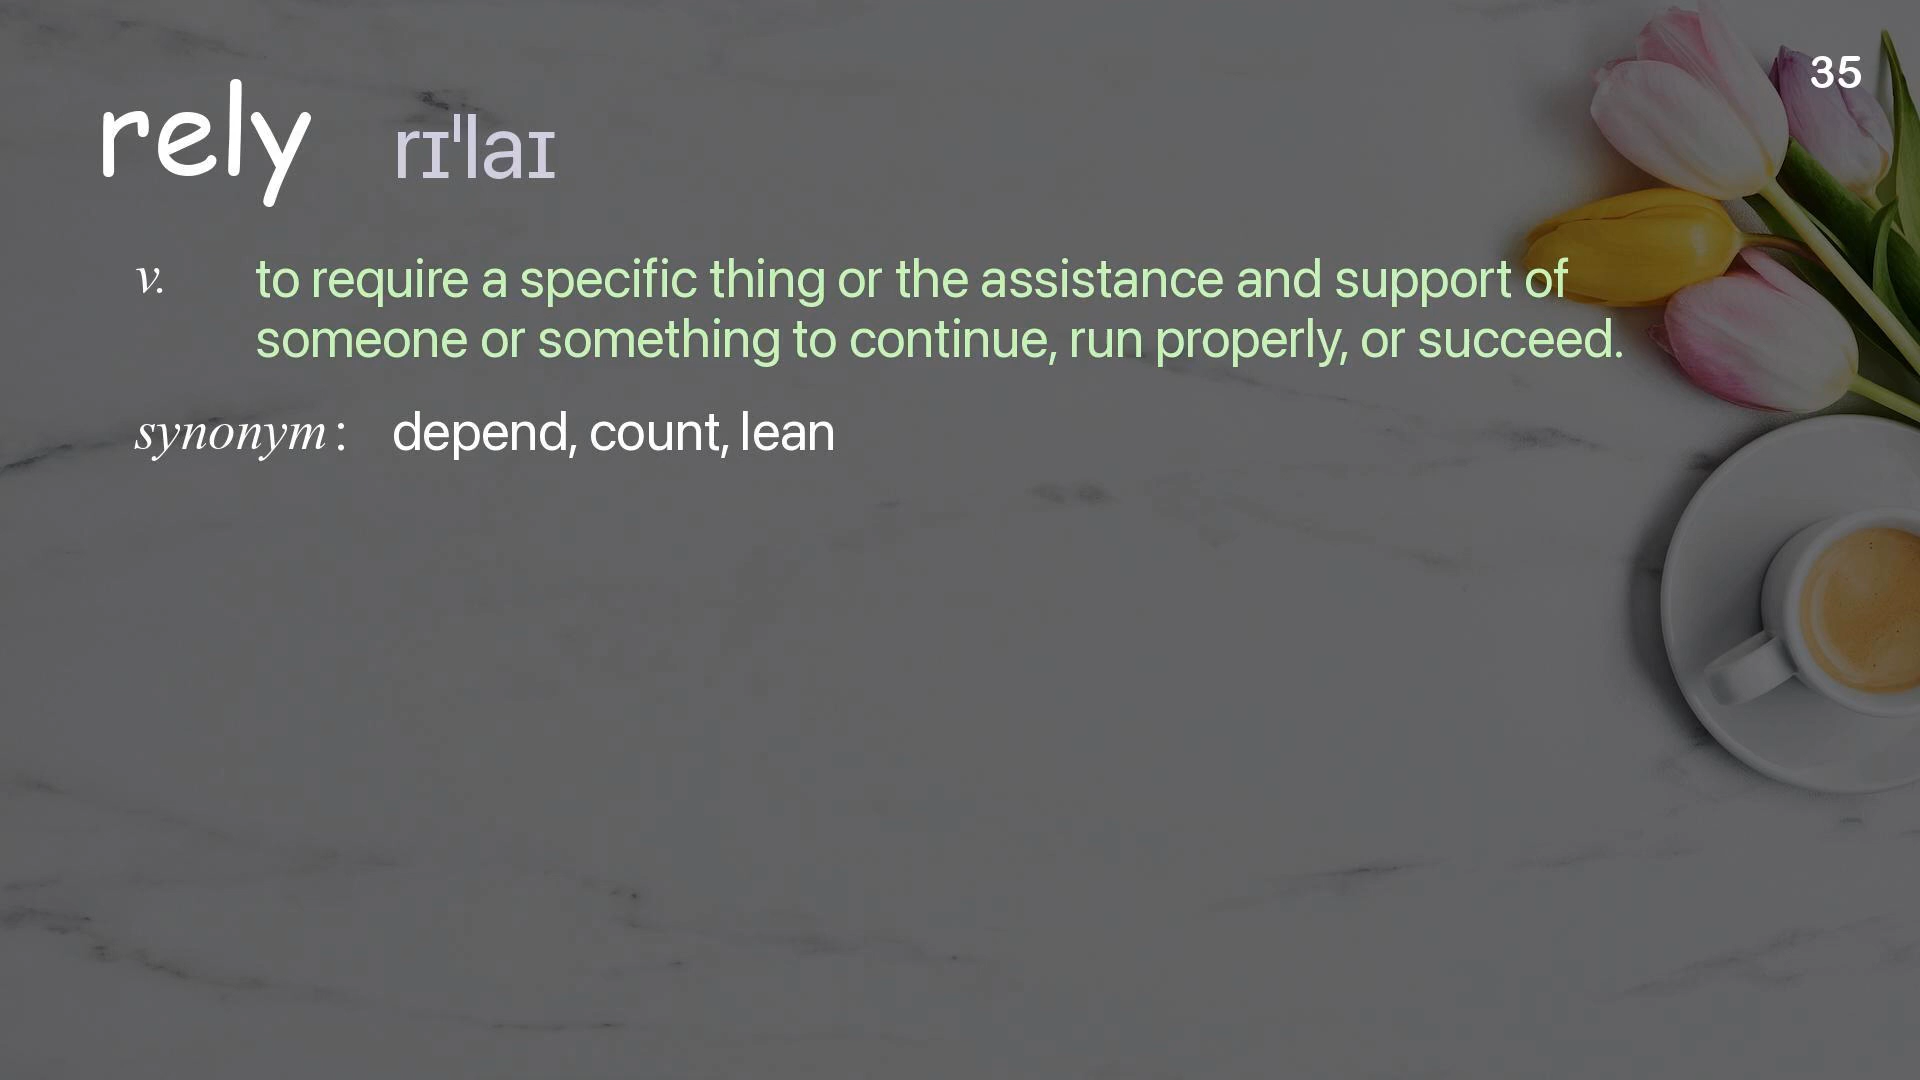 35
rely rɪˈlaɪ
v. to require a specific thing or the assistance and support of
someone or something to continue, run properly, or succeed.
synonym : depend, count, lean